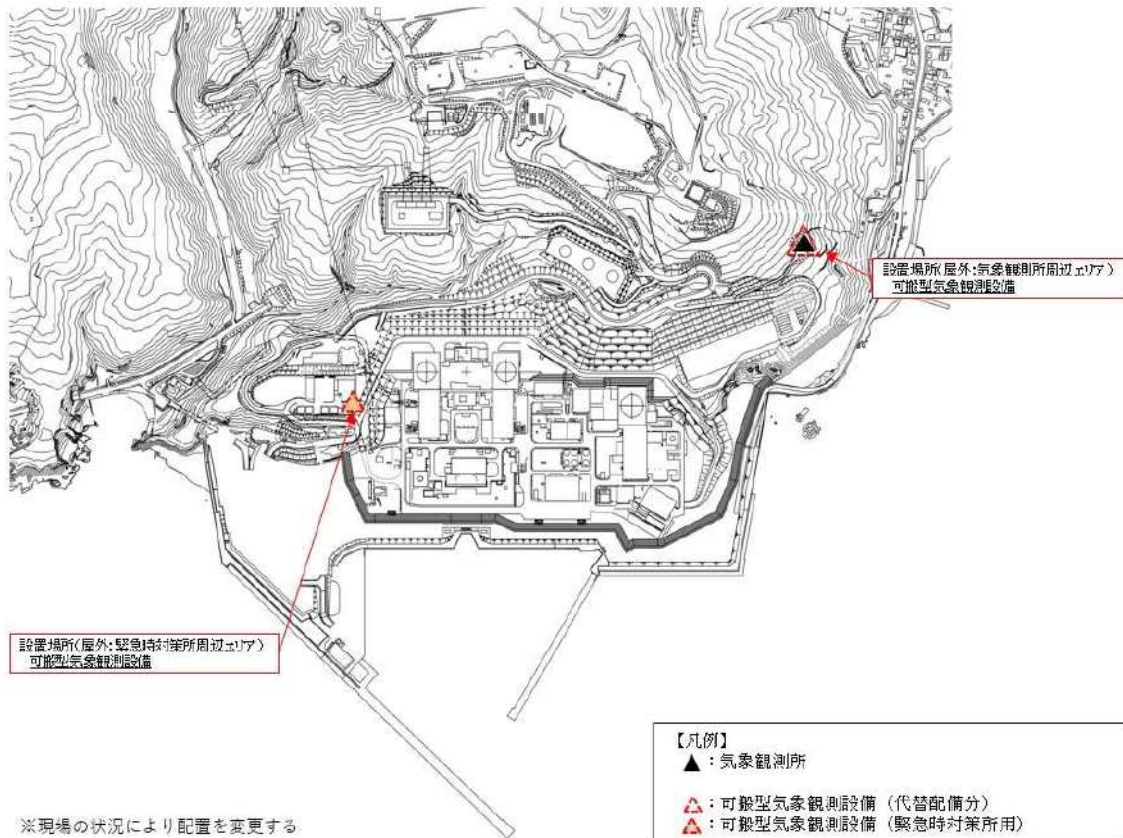 設置場所(屋外:気象観測所周辺エリア)
可搬型気象観測設備
設置場所(屋外:緊急時対策所周辺エリア)
可搬型気象観測設備
【凡例】
▲:気象観測所
△:可搬型気象観測設備(代替配備分)
△:可搬型気象観測設備(緊急時対策所用)
※現場の状況により配置を変更する